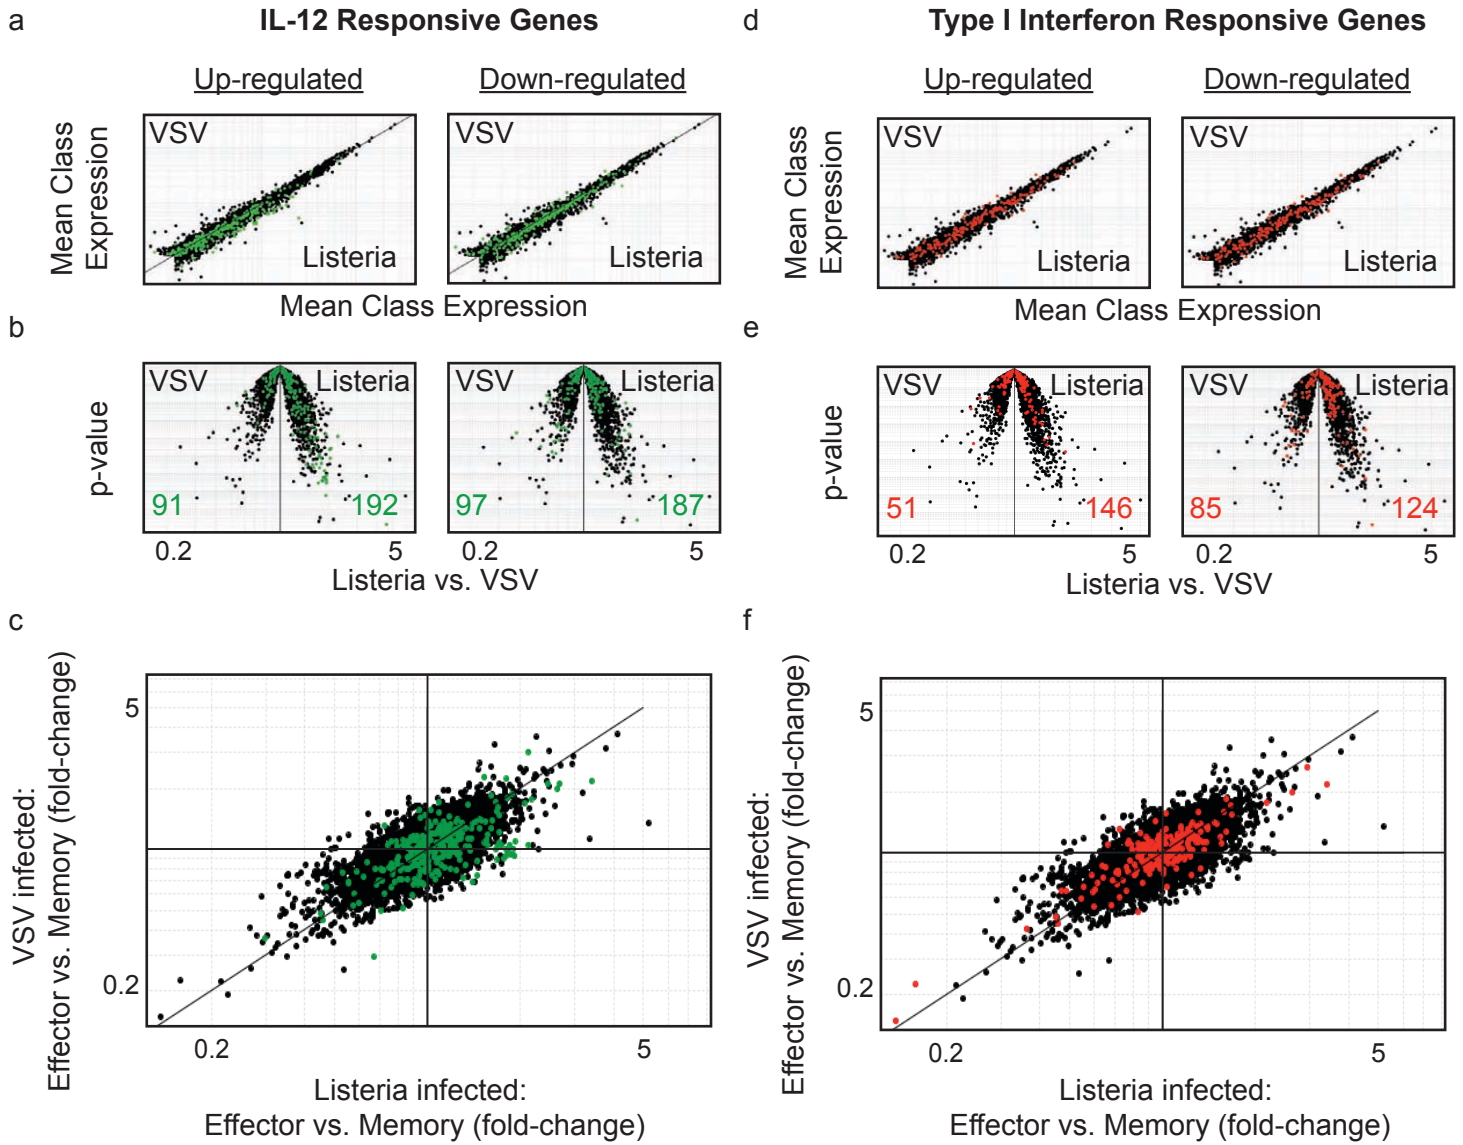 a
IL-12 Responsive Genes
Up-regulated
Down-regulated
Mean Class
Expression
VSV
Listeria
VSV
Listeria
Mean Class Expression
b
p-value
VSV
Listeria
91
192
VSV
Listeria
97
187
0.2
5
0.2
5
Listeria vs. VSV
c
VSV infected:
Effector vs. Memory (fold-change)
5
0.2
0.2
5
Listeria infected:
Effector vs. Memory (fold-change)
d
Type I Interferon Responsive Genes
Up-regulated
Down-regulated
Mean Class
Expression
VSV
Listeria
VSV
Listeria
Mean Class Expression
e
p-value
VSV
Listeria
51
146
VSV
Listeria
85
124
0.2
5
0.2
5
Listeria vs. VSV
f
VSV infected:
Effector vs. Memory (fold-change)
5
0.2
0.2
5
Listeria infected:
Effector vs. Memory (fold-change)